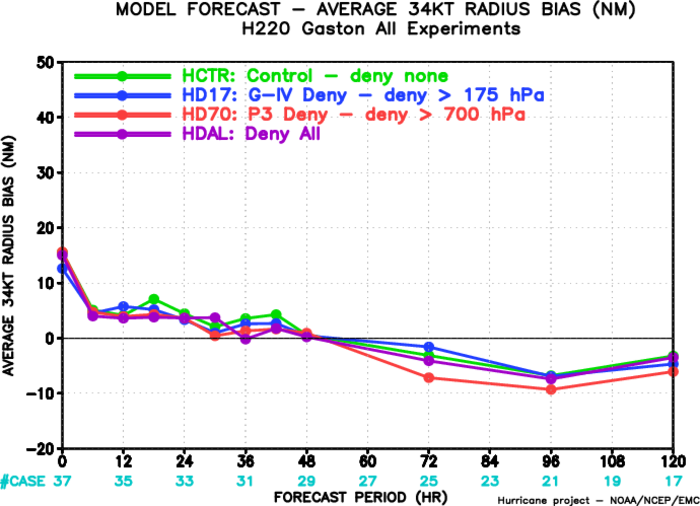 MODEL FORECAST – AVERAGE 34KT RADIUS BIAS (NM)
H220 Gaston All Experiments
HCTR: Control – deny none
HD17: G–IV Deny – deny > 175 hPa
HD70: P3 Deny – deny > 700 hPa
HDAL: Deny All
AVERAGE 34KT RADIUS BIAS (NM)
50
40
30
20
10
0
–10
–20
0 12 24 36 48 60 72 84 96 108 120
#CASE 37 35 33 31 29 27 25 23 21 19 17
FORECAST PERIOD (HR)
Hurricane project – NOAA/NCEP/EMC